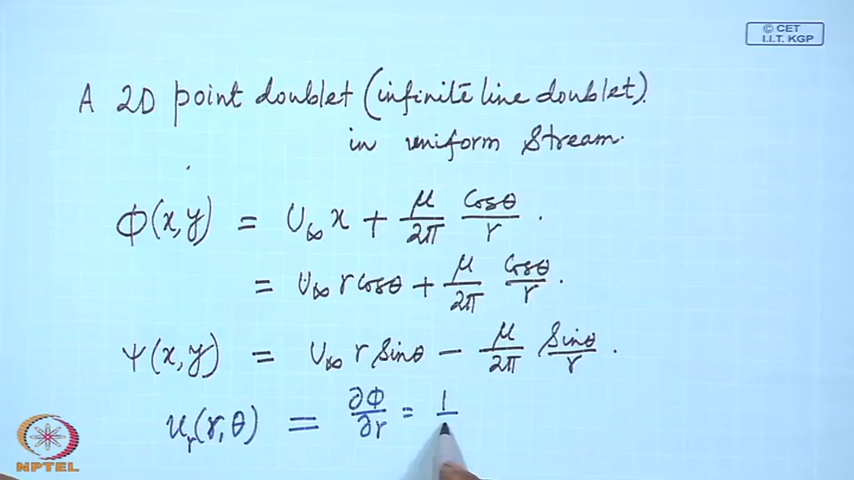 © CET
I.I.T. KGP
A 2D point doublet (infinite line doublet).
in uniform Stream.
Φ(x,y) = U∞ x + μ/2π Cosθ/r .
= U∞ r cosθ + μ/2π Cosθ/r .
Ψ(x,y) = U∞ r Sinθ − μ/2π Sinθ/r .
u_r(r,θ) = ∂Φ/∂r = 1/
NPTEL